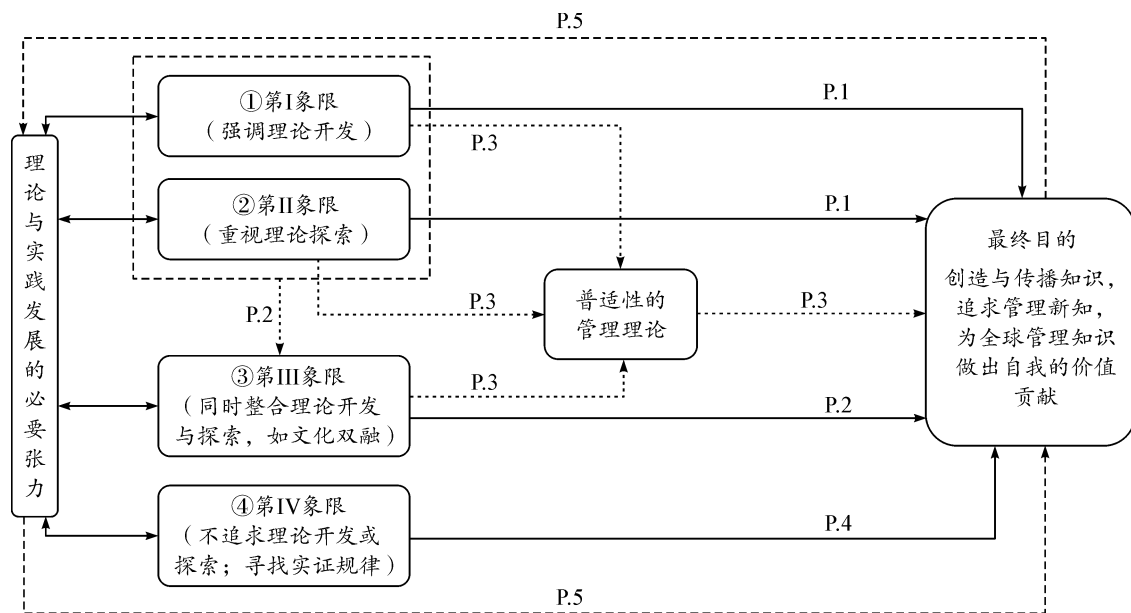 P.5
①第I象限
（强调理论开发）
P.1
P.3
理论与实践发展的必要张力
②第II象限
（重视理论探索）
P.1
最终目的
创造与传播知识，
追求管理新知，
为全球管理知识
做出自我的价值
贡献
P.3
普适性的
管理理论
P.3
P.2
③第III象限
（同时整合理论开发
与探索，如文化双融）
P.3
P.2
④第IV象限
（不追求理论开发或
探索；寻找实证规律）
P.4
P.5